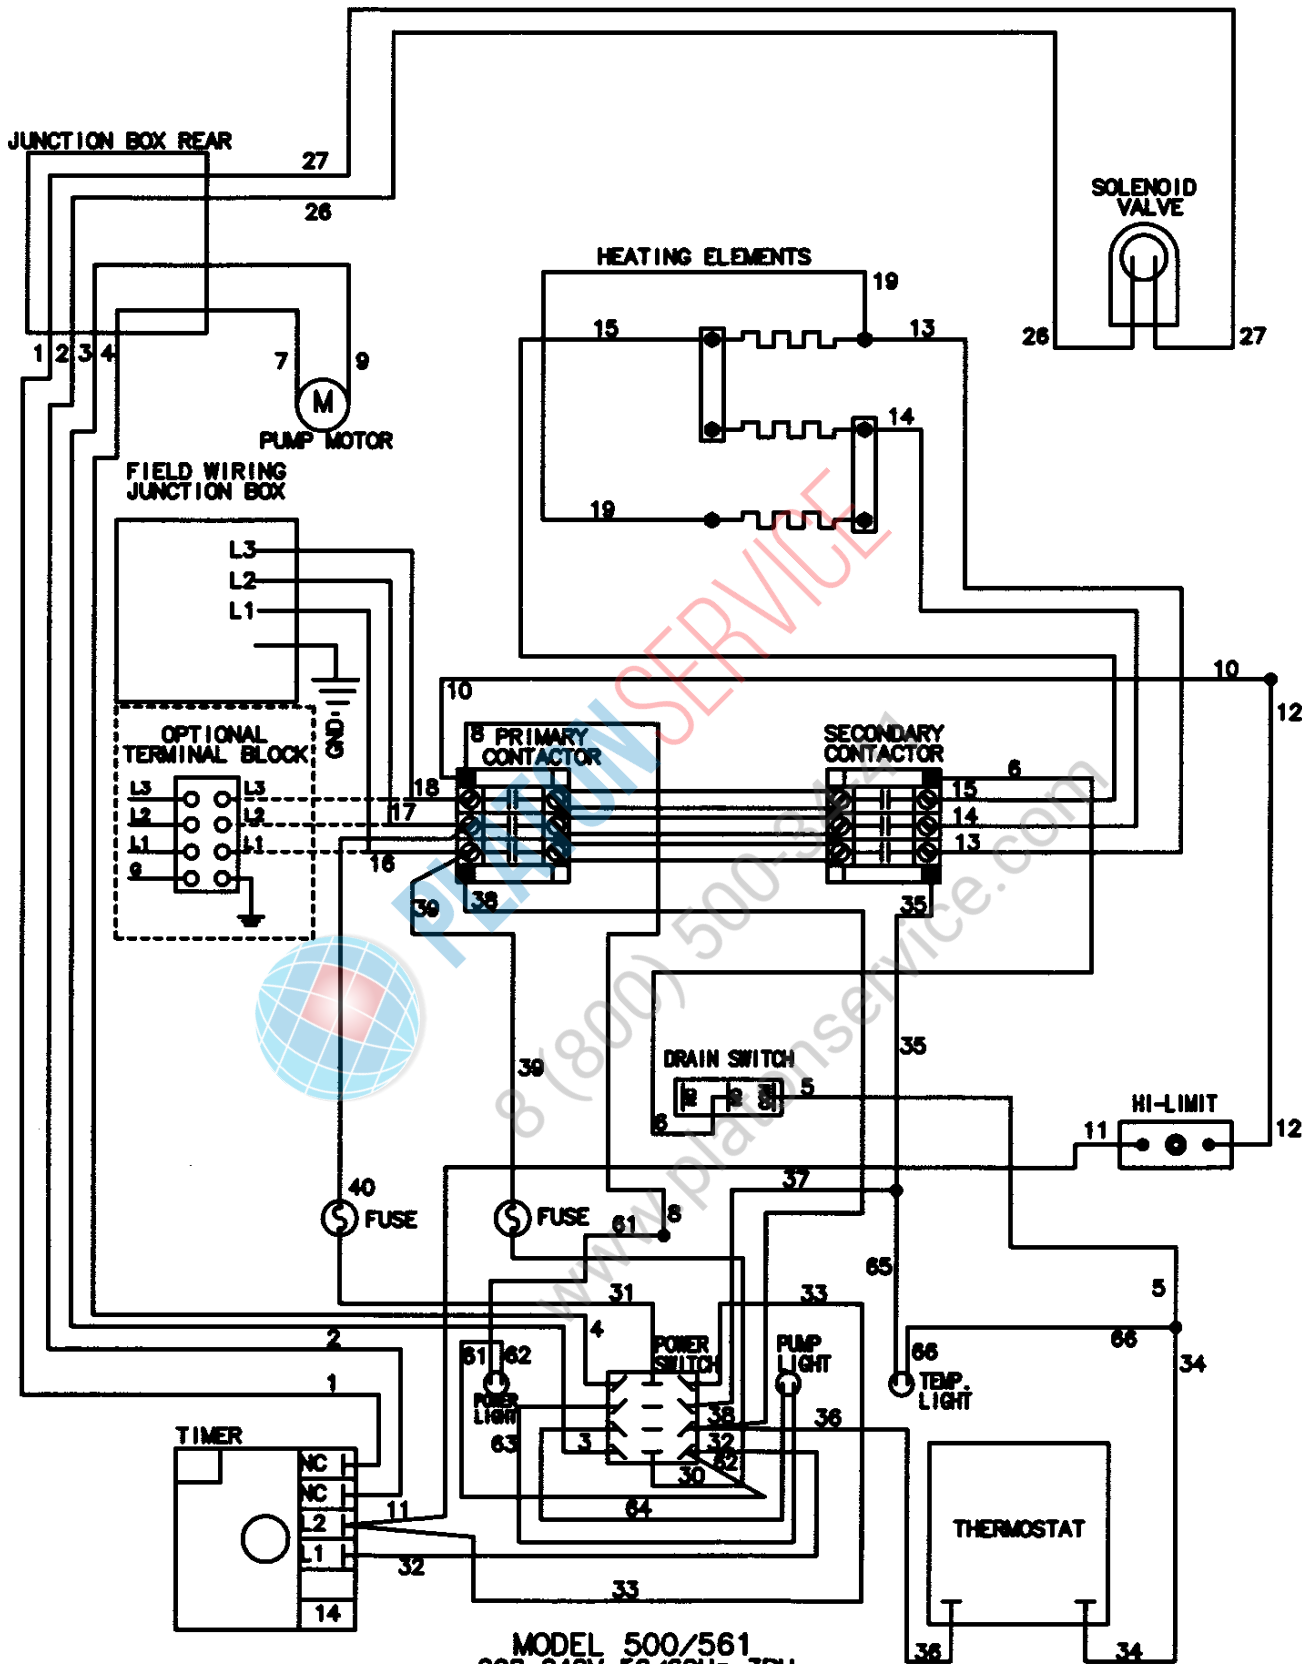 27
JUNCTION BOX REAR
26
SOLENOID
VALVE
HEATING ELEMENTS
19
15
13
26
27
1
2
3
4
7
9
M
PUMP MOTOR
14
FIELD WIRING
JUNCTION BOX
19
L3
L2
L1
GND
10
10
12
OPTIONAL
TERMINAL BLOCK
8
PRIMARY
CONTACTOR
SECONDARY
CONTACTOR
6
L3
L3
18
15
L2
L2
17
14
L1
L1
16
13
G
39
38
35
PLATONSERVICE
8 (800) 500-34-41
www.platonservice.com
39
35
DRAIN SWITCH
NO
COM
5
6
HI-LIMIT
11
12
40
FUSE
FUSE
37
61
8
65
31
33
5
2
4
POWER
SWITCH
PUMP
LIGHT
66
66
34
61
62
POWER
LIGHT
TEMP.
LIGHT
1
38
36
TIMER
63
3
32
62
30
NC
NC
11
64
L2
L1
32
THERMOSTAT
33
14
MODEL 500/561
36
34